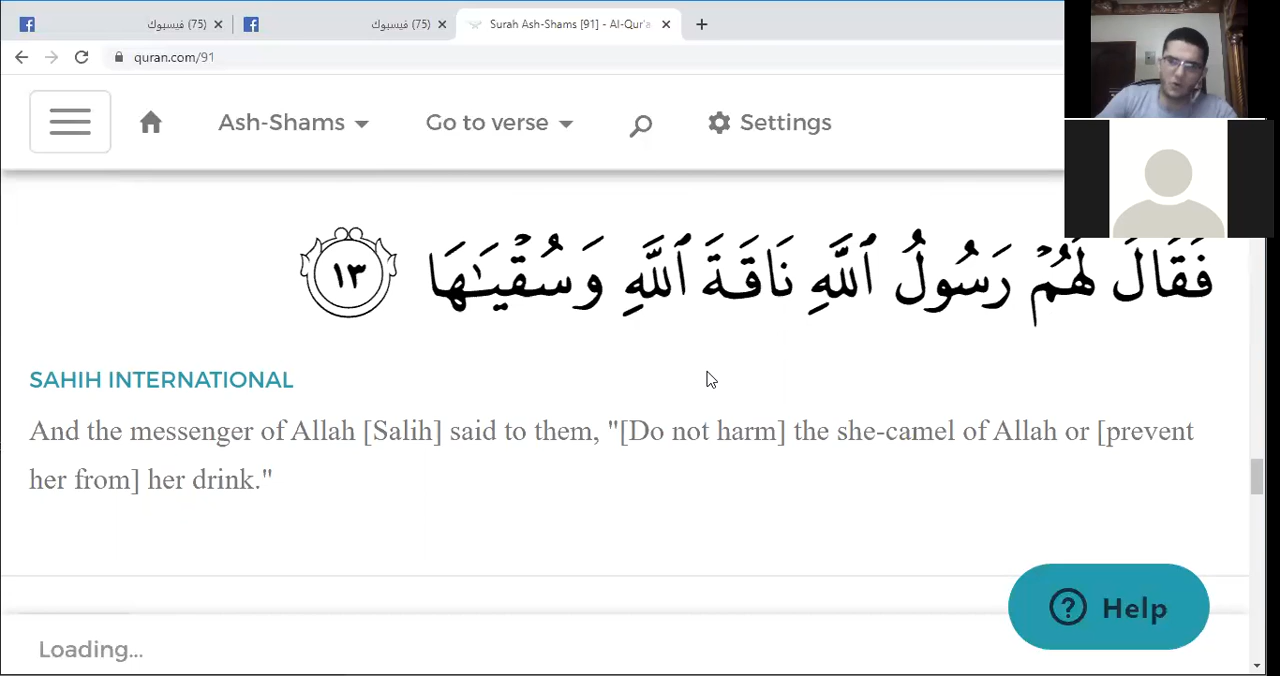 (75) فيسبوك
(75) فيسبوك
Surah Ash-Shams [91] - Al-Qur'a
quran.com/91
Ash-Shams
Go to verse
Settings
فَقَالَ لَهُمْ رَسُولُ ٱللَّهِ نَاقَةَ ٱللَّهِ وَسُقْيَـٰهَا ١٣
SAHIH INTERNATIONAL
And the messenger of Allah [Salih] said to them, "[Do not harm] the she-camel of Allah or [prevent
her from] her drink."
Help
Loading...